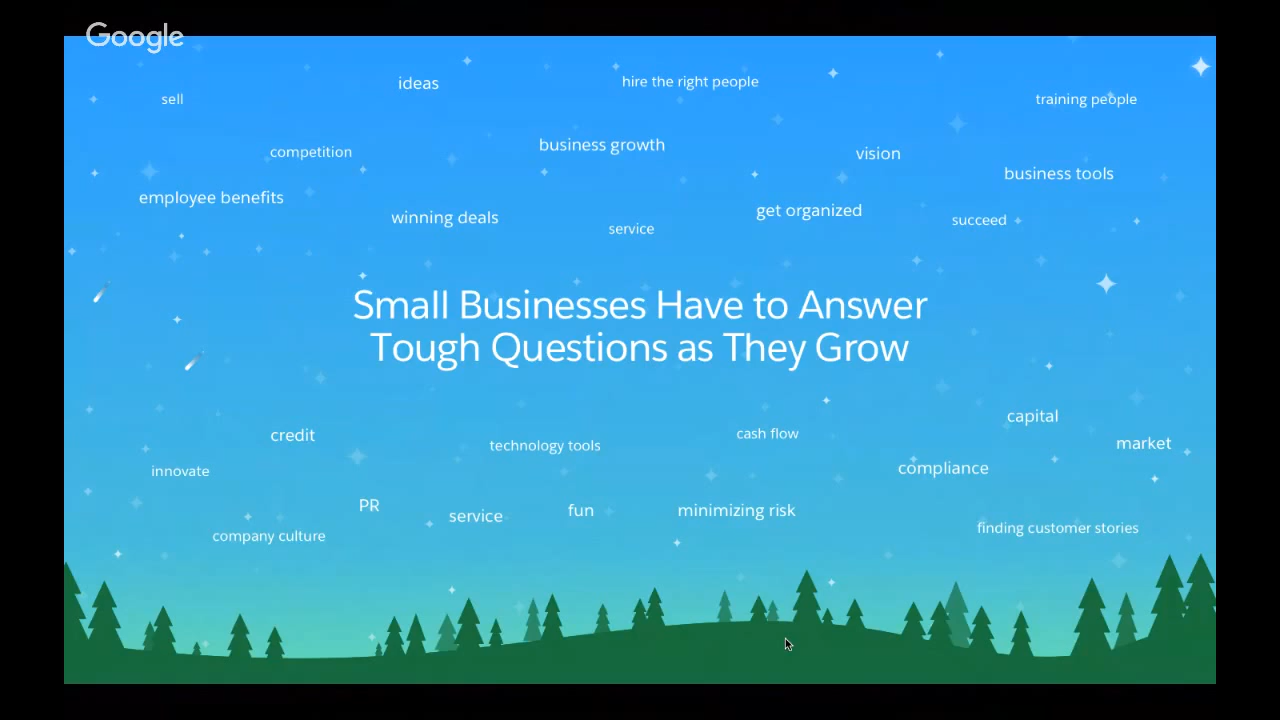 Google
ideas
hire the right people
sell
training people
business growth
competition
vision
business tools
employee benefits
get organized
winning deals
succeed
service
Small Businesses Have to Answer
Tough Questions as They Grow
capital
credit
cash flow
market
technology tools
compliance
innovate
PR
fun
minimizing risk
service
finding customer stories
company culture